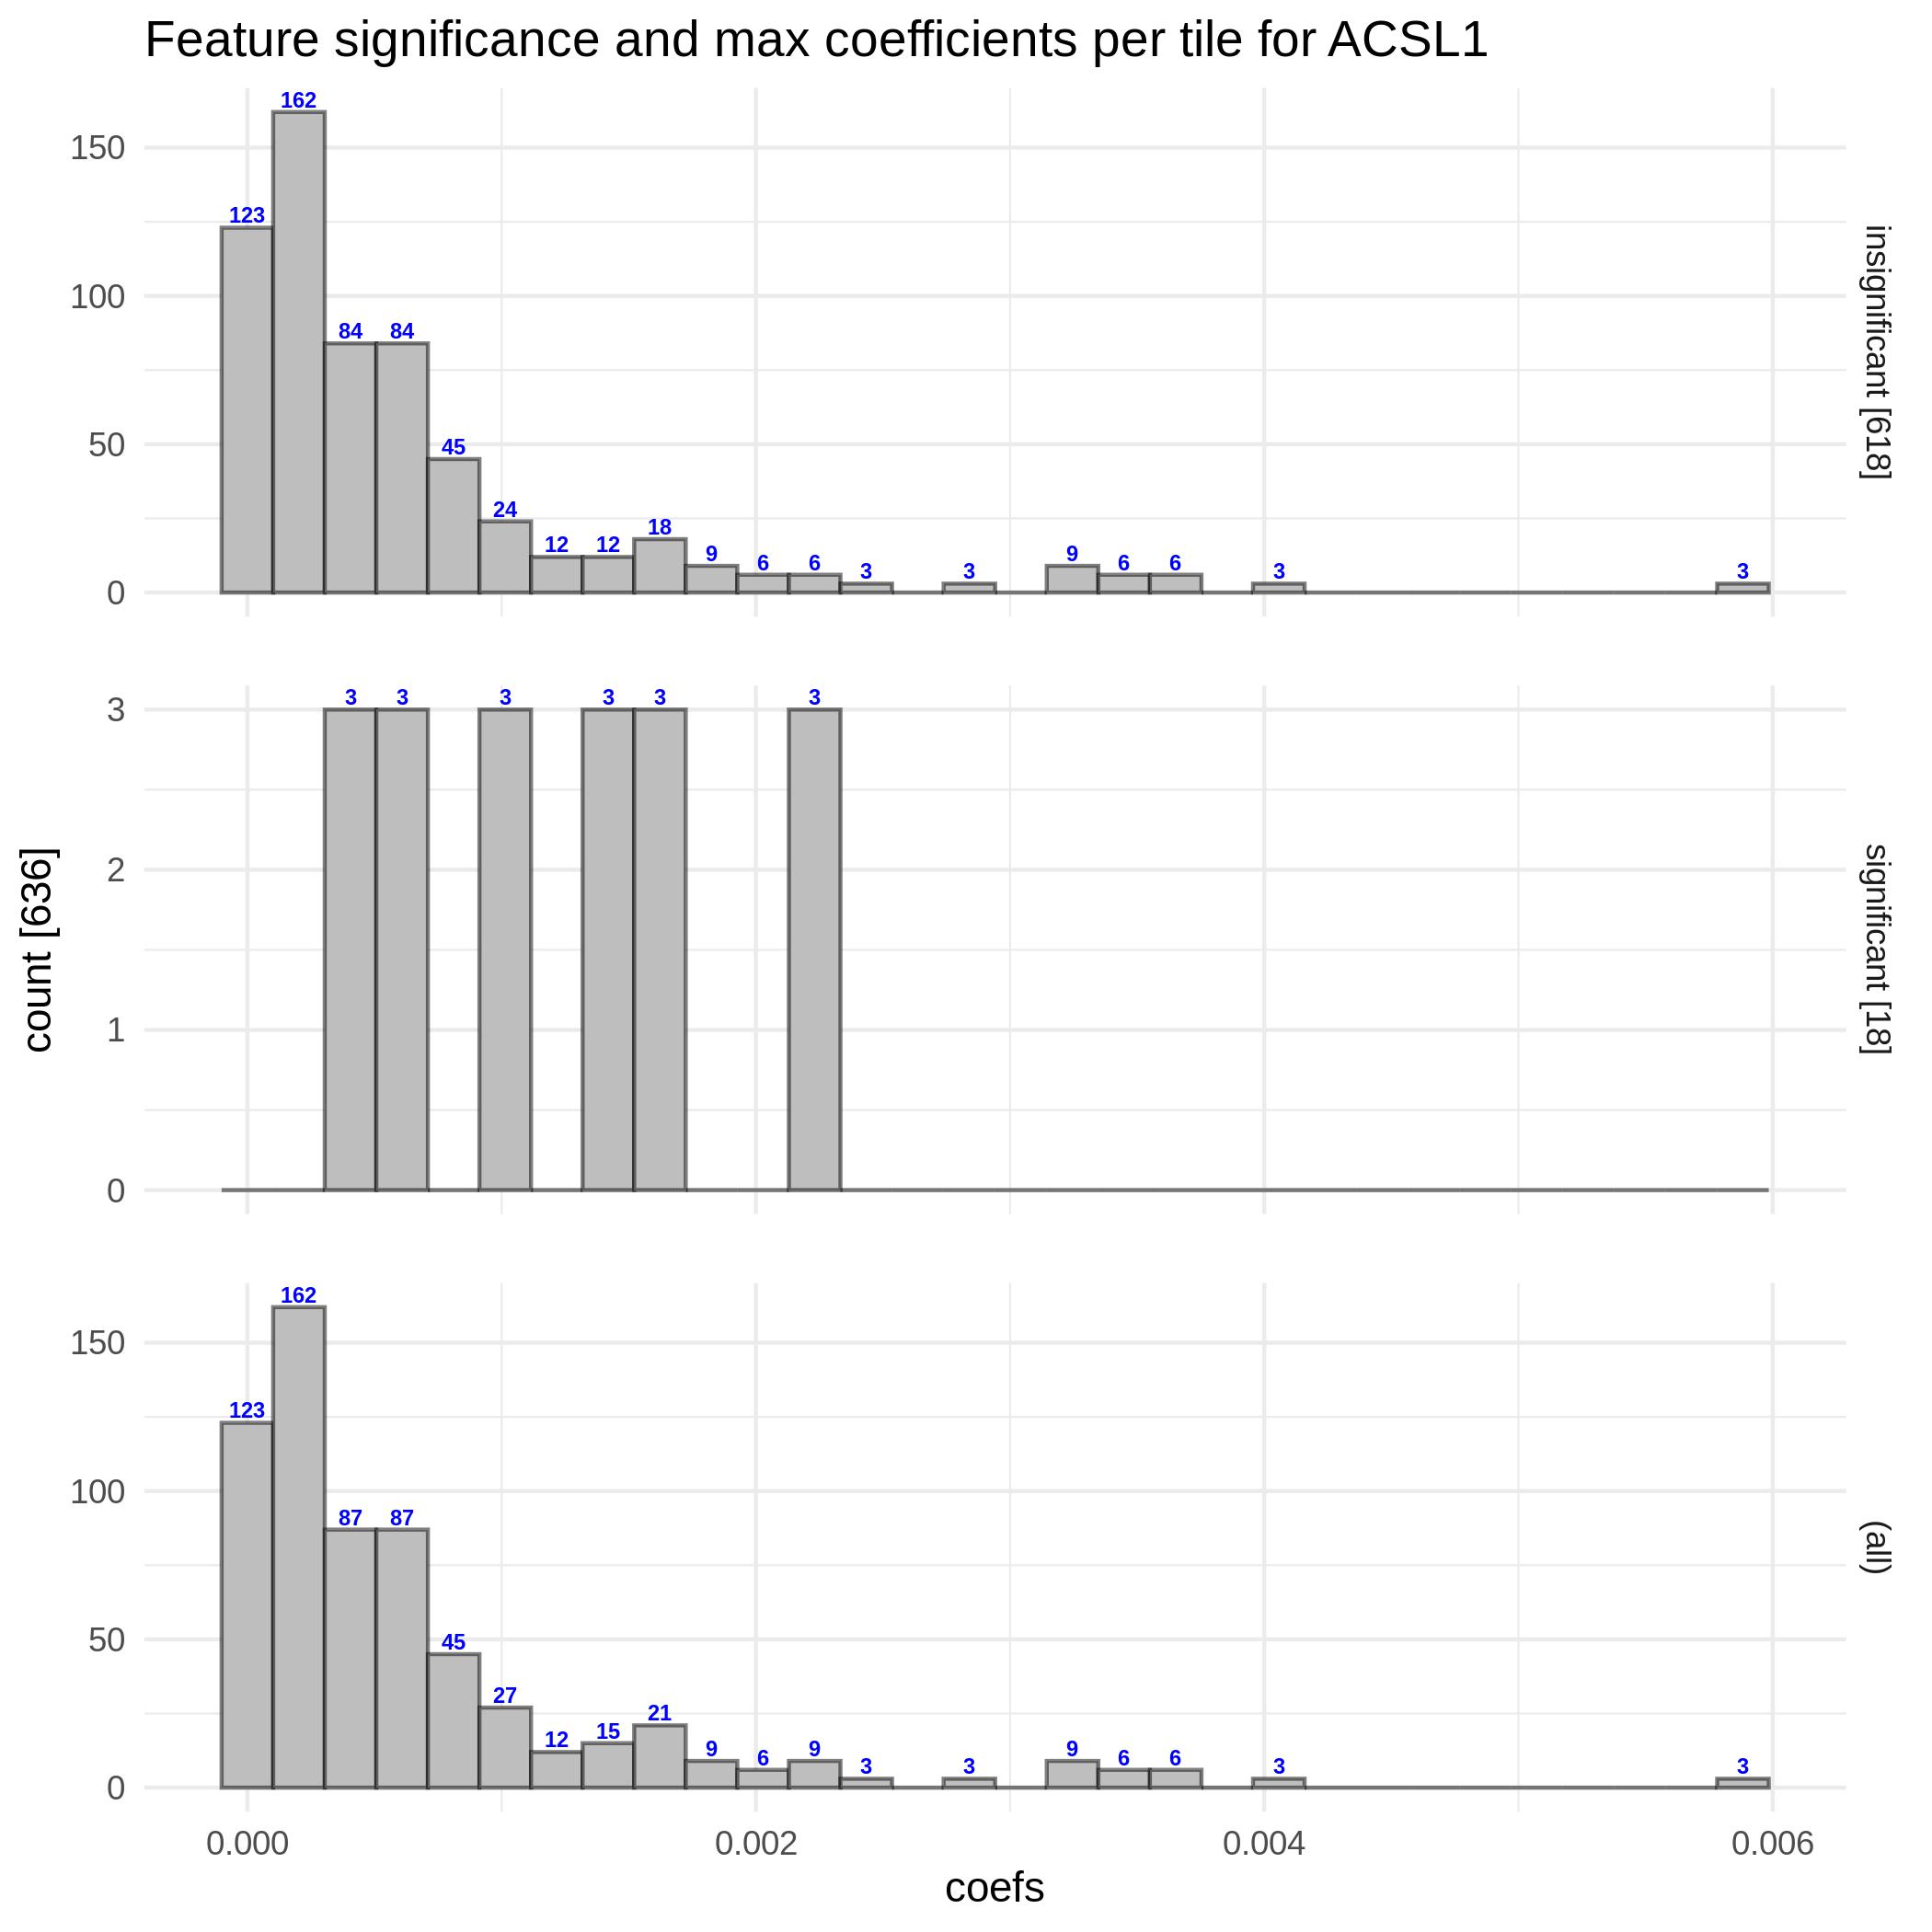 Feature significance and max coefficients per tile for ACSL1
162
150
123
100
84 84
50
45
24
12 12 18 9 6 6 3 3 9 6 6 3 3
0
insignificant [618]
3 3 3 3 3 3
3
2
1
0
significant [18]
count [636]
162
150
123
100
87 87
50
45
27
12 15 21 9 6 9 3 3 9 6 6 3 3
0
(all)
0.000 0.002 0.004 0.006
coefs